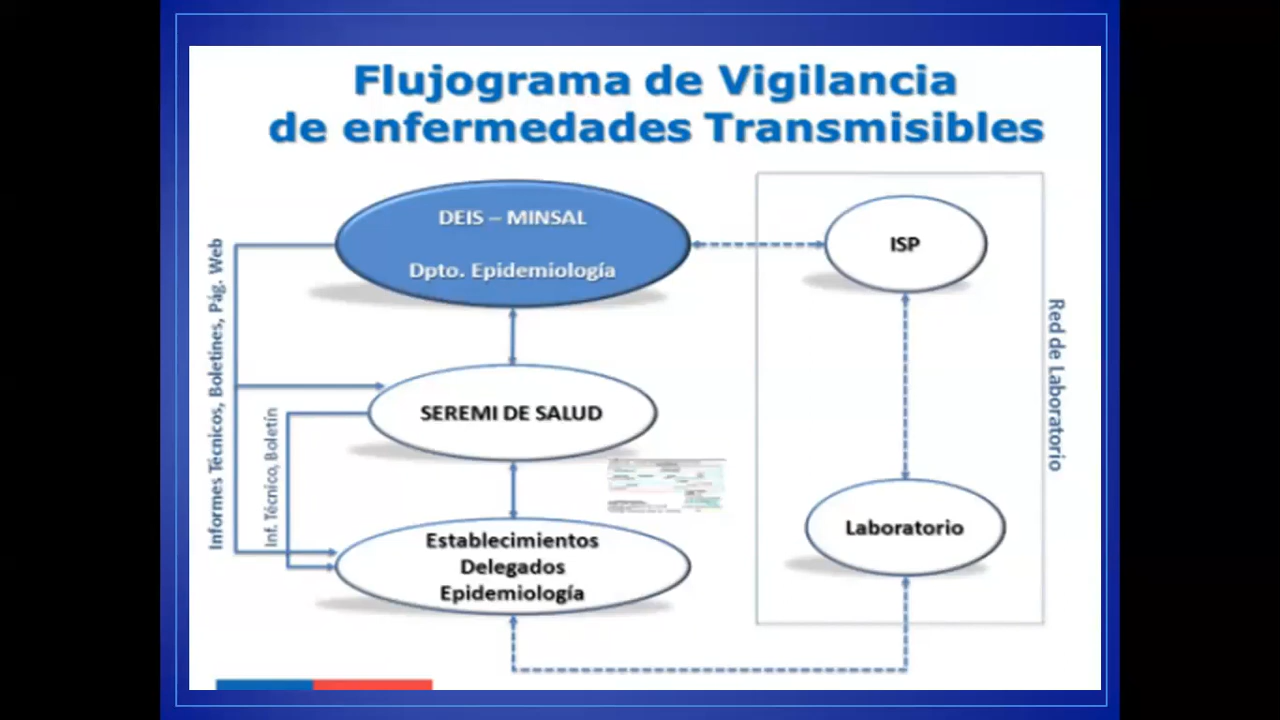 Flujograma de Vigilancia
de enfermedades Transmisibles
DEIS – MINSAL
Dpto. Epidemiología
ISP
SEREMI DE SALUD
Laboratorio
Establecimientos
Delegados
Epidemiología
Informes Técnicos, Boletines, Pág. Web
Inf. Técnico, Boletín
Red de Laboratorio